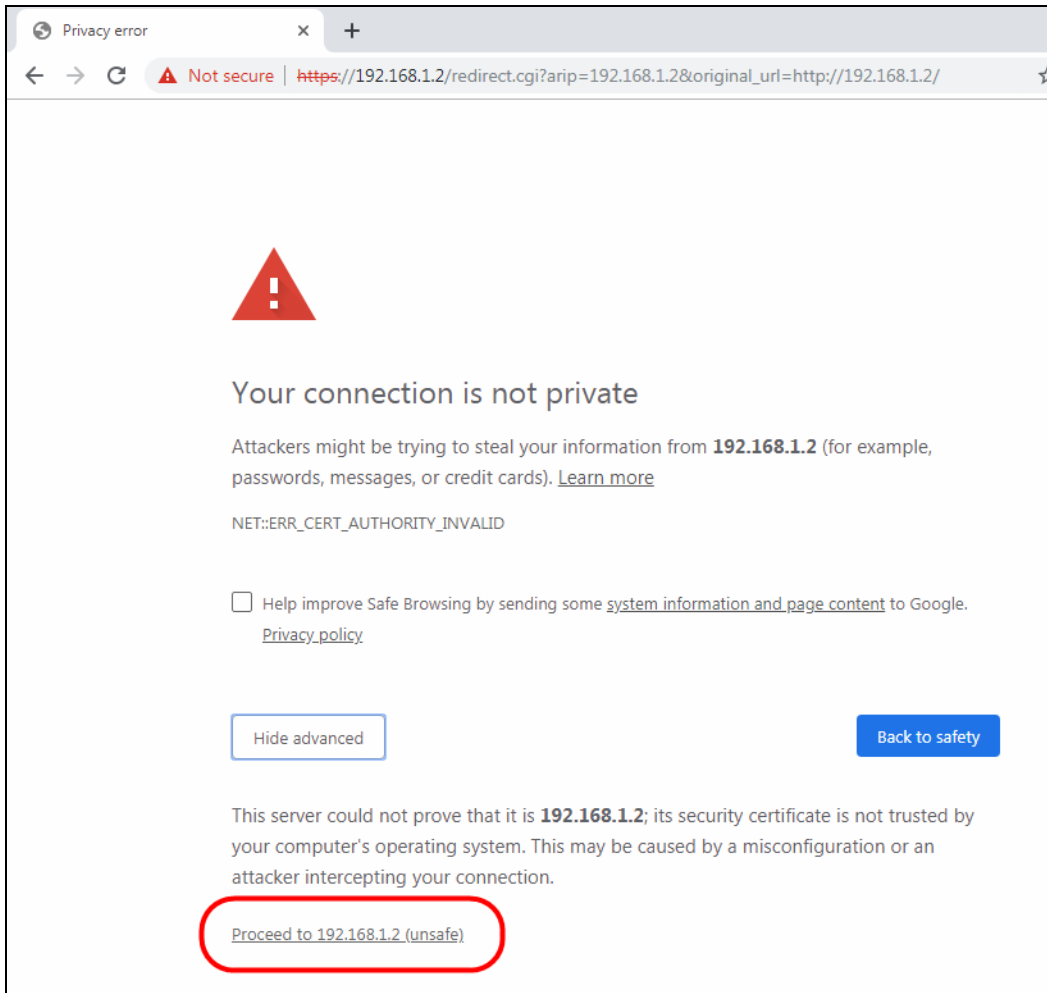 Privacy error
Not secure | https://192.168.1.2/redirect.cgi?arip=192.168.1.2&original_url=http://192.168.1.2/
Your connection is not private
Attackers might be trying to steal your information from 192.168.1.2 (for example,
passwords, messages, or credit cards). Learn more
NET::ERR_CERT_AUTHORITY_INVALID
Help improve Safe Browsing by sending some system information and page content to Google.
Privacy policy
Hide advanced
Back to safety
This server could not prove that it is 192.168.1.2; its security certificate is not trusted by
your computer's operating system. This may be caused by a misconfiguration or an
attacker intercepting your connection.
Proceed to 192.168.1.2 (unsafe)